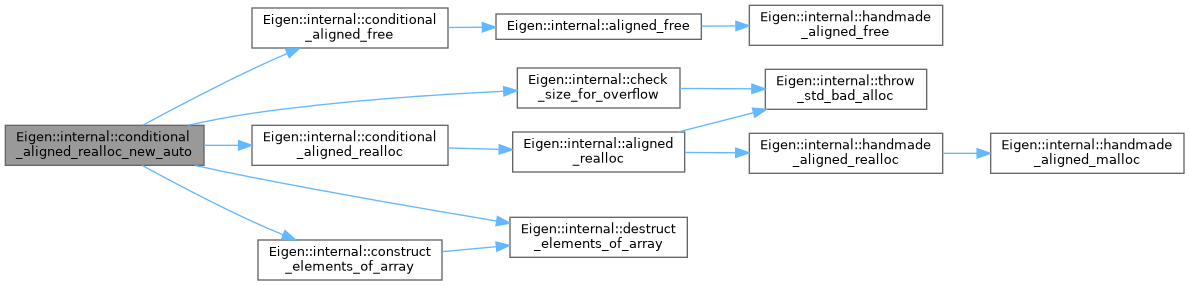 Eigen::internal::conditional
_aligned_realloc_new_auto
Eigen::internal::conditional
_aligned_free
Eigen::internal::aligned_free
Eigen::internal::handmade
_aligned_free
Eigen::internal::check
_size_for_overflow
Eigen::internal::throw
_std_bad_alloc
Eigen::internal::conditional
_aligned_realloc
Eigen::internal::aligned
_realloc
Eigen::internal::handmade
_aligned_realloc
Eigen::internal::handmade
_aligned_malloc
Eigen::internal::construct
_elements_of_array
Eigen::internal::destruct
_elements_of_array